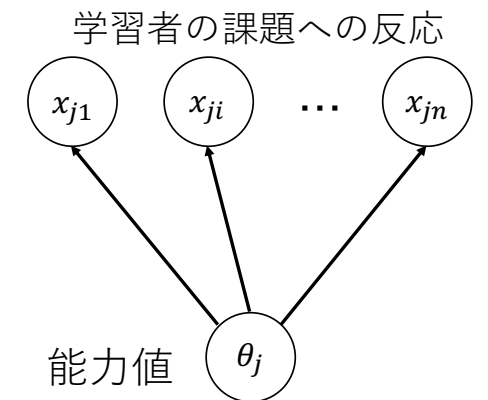 学習者の課題への反応
x_{j1} x_{ji} … x_{jn}
能力値 θ_j